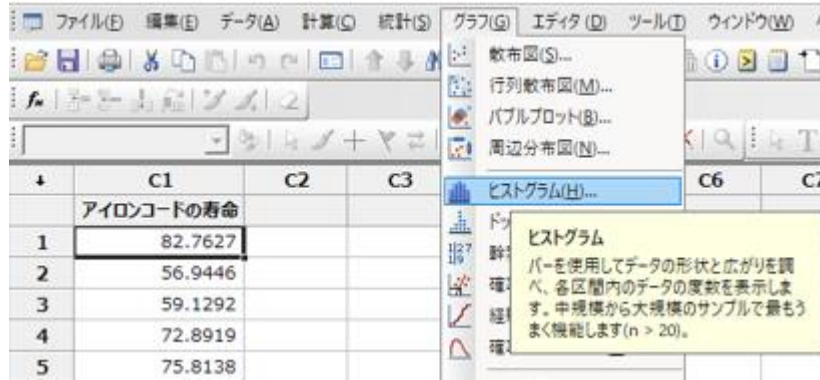 ファイル(F) 編集(E) データ(A) 計算(C) 統計(S) グラフ(G) エディタ(D) ツール(T) ウィンドウ(W)
散布図(S)...
行列散布図(M)...
バブルプロット(B)...
周辺分布図(N)...
ヒストグラム(H)...
ヒストグラム
バーを使用してデータの形状と広がりを調
べ、各区間内のデータの度数を表示しま
す。中規模から大規模のサンプルで最もう
まく機能します(n > 20)。
C1 C2 C3 C6
アイロンコードの寿命
1 82.7627
2 56.9446
3 59.1292
4 72.8919
5 75.8138